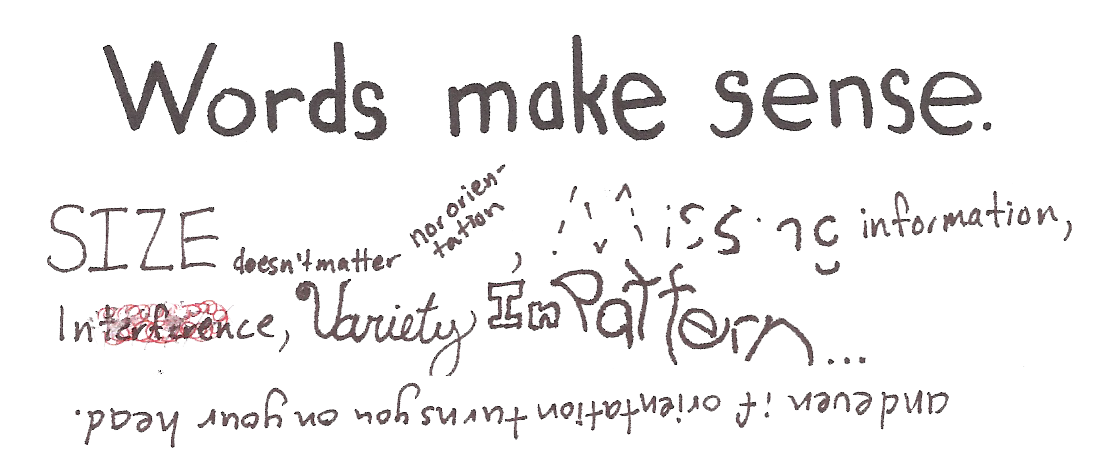 Words make sense.
SIZE doesn't matter nor orien-
tation, Missing information,
Interference, Variety In Pattern...
and even if orientation turns you on your head.